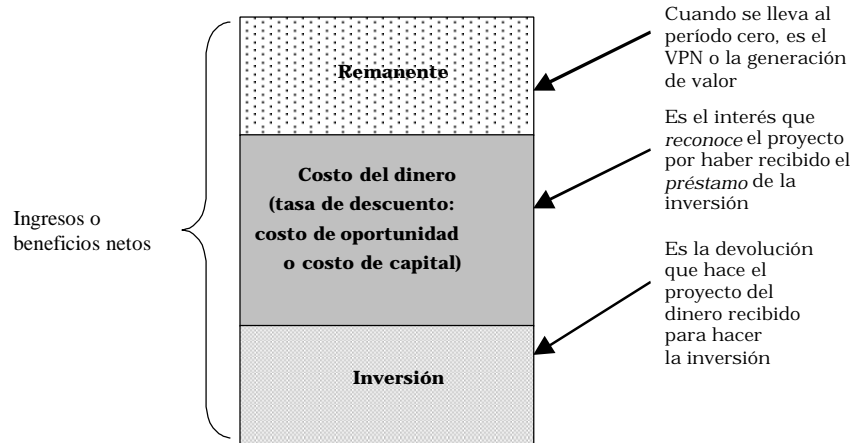 Cuando se lleva al
período cero, es el
VPN o la generación
de valor
Remanente
Es el interés que
reconoce el proyecto
por haber recibido el
préstamo de la
inversión
Costo del dinero
(tasa de descuento:
costo de oportunidad
o costo de capital)
Ingresos o
beneficios netos
Es la devolución
que hace el
proyecto del
dinero recibido
para hacer
la inversión
Inversión